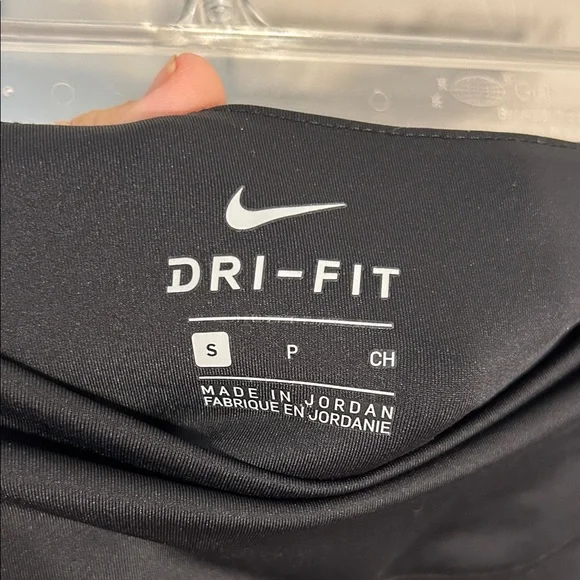 DRI-FIT
S P CH
MADE IN JORDAN
FABRIQUE EN JORDANIE